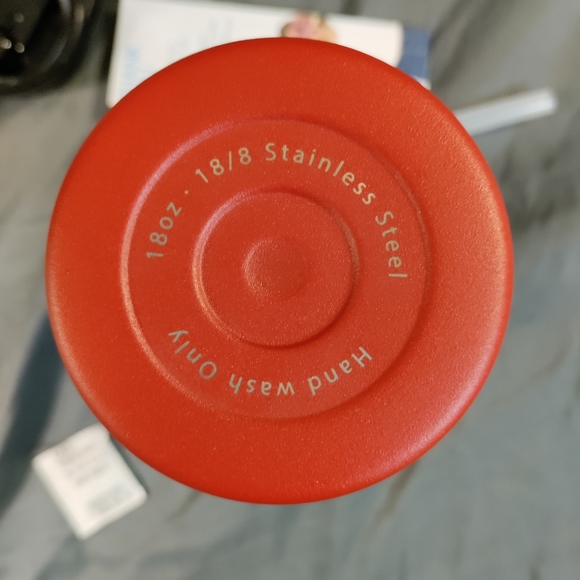 18oz · 18/8 Stainless Steel
Hand wash Only